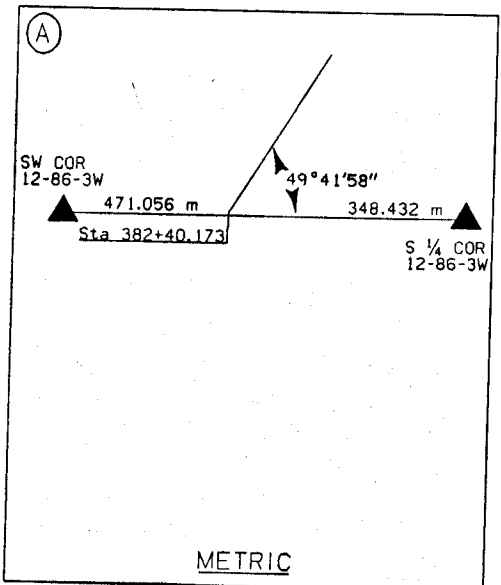 A
SW COR
12-86-3W
471.056 m
Sta 382+40.173
49°41'58"
348.432 m
S ¼ COR
12-86-3W
METRIC